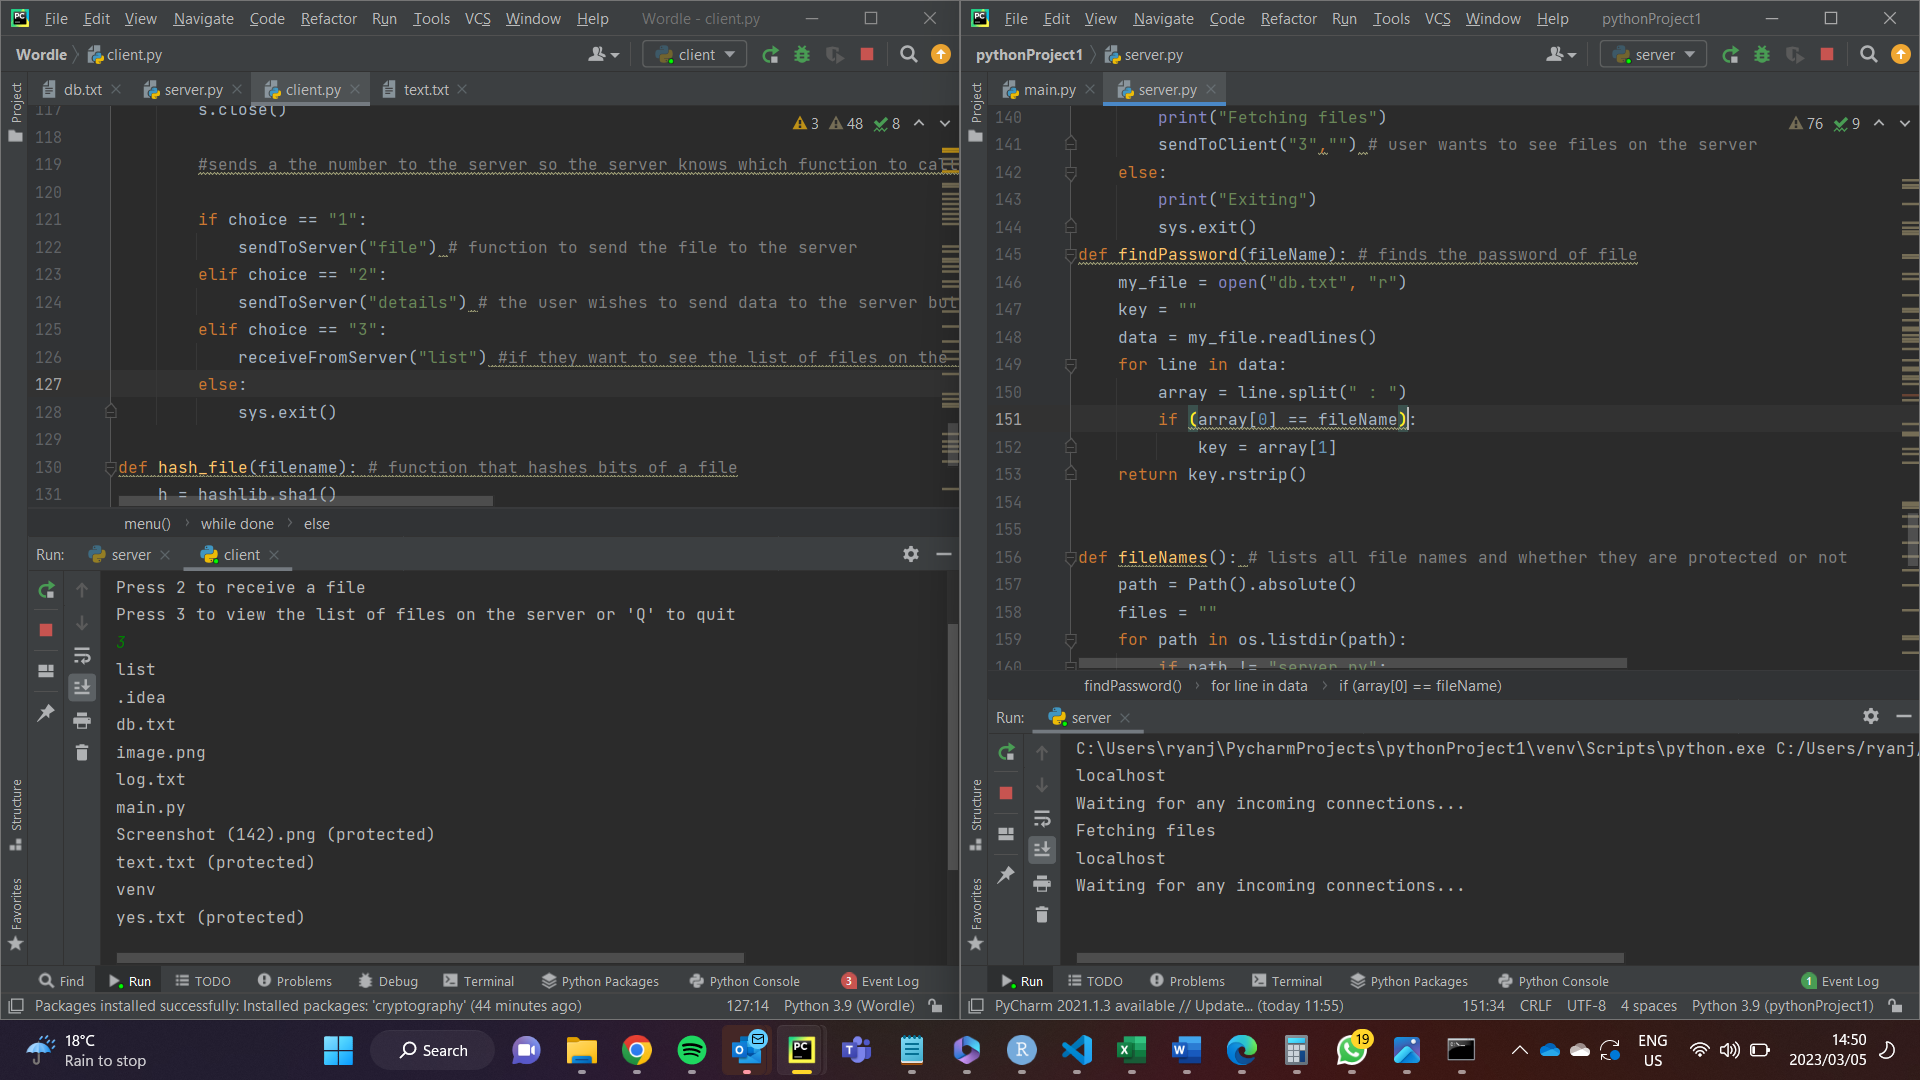 File Edit View Navigate Code Refactor Run Tools VCS Window Help Wordle - client.py
Wordle client.py client
db.txt server.py client.py text.txt
Project
3 48 8
117 s.close()
118
119 #sends a the number to the server so the server knows which function to call
120
121 if choice == "1":
122 sendToServer("file") # function to send the file to the server
123 elif choice == "2":
124 sendToServer("details") # the user wishes to send data to the server but
125 elif choice == "3":
126 receiveFromServer("list") #if they want to see the list of files on the
127 else:
128 sys.exit()
129
130 def hash_file(filename): # function that hashes bits of a file
131 h = hashlib.sha1()
menu() while done else
Run: server client
Press 2 to receive a file
Press 3 to view the list of files on the server or 'Q' to quit
3
list
.idea
db.txt
image.png
log.txt
main.py
Screenshot (142).png (protected)
text.txt (protected)
venv
yes.txt (protected)
Structure
Favorites
Find Run TODO Problems Debug Terminal Python Packages Python Console 3 Event Log
Packages installed successfully: Installed packages: 'cryptography' (44 minutes ago) 127:14 Python 3.9 (Wordle)
File Edit View Navigate Code Refactor Run Tools VCS Window Help pythonProject1
pythonProject1 server.py server
main.py server.py
Project
76 9
140 print("Fetching files")
141 sendToClient("3","") # user wants to see files on the server
142 else:
143 print("Exiting")
144 sys.exit()
145 def findPassword(fileName): # finds the password of file
146 my_file = open("db.txt", "r")
147 key = ""
148 data = my_file.readlines()
149 for line in data:
150 array = line.split(" : ")
151 if (array[0] == fileName):
152 key = array[1]
153 return key.rstrip()
154
155
156 def fileNames(): # lists all file names and whether they are protected or not
157 path = Path().absolute()
158 files = ""
159 for path in os.listdir(path):
160 if path != "server.py":
findPassword() for line in data if (array[0] == fileName)
Run: server
C:\Users\ryanj\PycharmProjects\pythonProject1\venv\Scripts\python.exe C:/Users/ryanj/
localhost
Waiting for any incoming connections...
Fetching files
localhost
Waiting for any incoming connections...
Structure
Favorites
Run TODO Problems Terminal Python Packages Python Console 1 Event Log
PyCharm 2021.1.3 available // Update... (today 11:55) 151:34 CRLF UTF-8 4 spaces Python 3.9 (pythonProject1)
18°C
Rain to stop
Search
19
ENG
US
14:50
2023/03/05